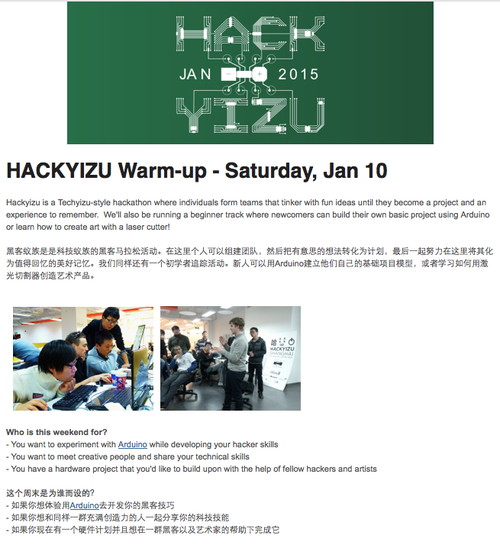 HACK
JAN 2015
YIZU
HACKYIZU Warm-up - Saturday, Jan 10
Hackyizu is a Techyizu-style hackathon where individuals form teams that tinker with fun ideas until they become a project and an
experience to remember.  We'll also be running a beginner track where newcomers can build their own basic project using Arduino
or learn how to create art with a laser cutter!
黑客蚁族是是科技蚁族的黑客马拉松活动。在这里个人可以组建团队，然后把有意思的想法转化为计划，最后一起努力在这里将其化
为值得回忆的美好记忆。我们同样还有一个初学者追踪活动。新人可以用Arduino建立他们自己的基础项目模型，或者学习如何用激
光切割器创造艺术产品。
HACKYIZU
SHANGHAI
Who is this weekend for?
- You want to experiment with Arduino while developing your hacker skills
- You want to meet creative people and share your technical skills
- You have a hardware project that you'd like to build upon with the help of fellow hackers and artists
这个周末是为谁而设的?
- 如果你想体验用Arduino去开发你的黑客技巧
- 如果你想和同样一群充满创造力的人一起分享你的科技技能
- 如果你现在有一个硬件计划并且想在一群黑客以及艺术家的帮助下完成它